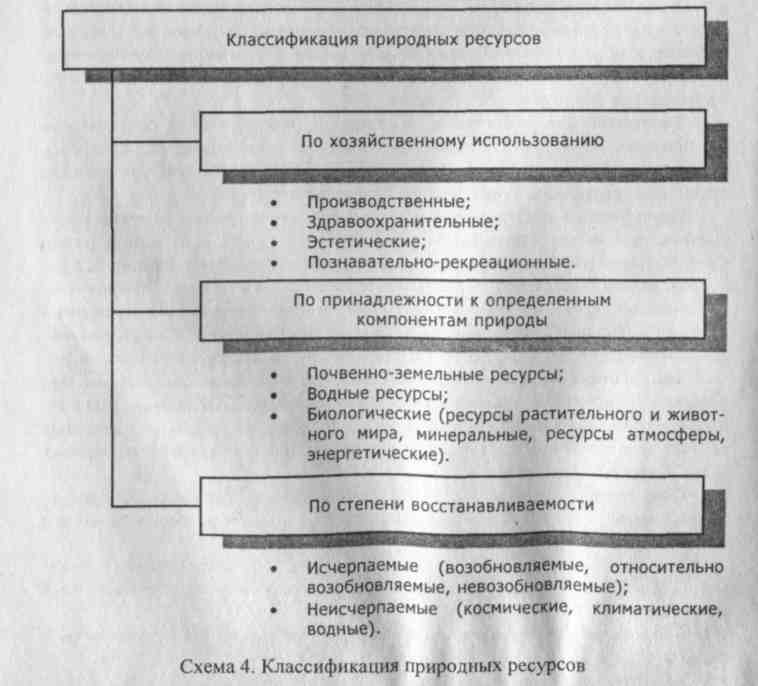 Классификация природных ресурсов
По хозяйственному использованию
• Производственные;
• Здравоохранительные;
• Эстетические;
• Познавательно-рекреационные.
По принадлежности к определенным
компонентам природы
• Почвенно-земельные ресурсы;
• Водные ресурсы;
• Биологические (ресурсы растительного и живот-
ного мира, минеральные, ресурсы атмосферы,
энергетические).
По степени восстанавливаемости
• Исчерпаемые (возобновляемые, относительно
возобновляемые, невозобновляемые);
• Неисчерпаемые (космические, климатические,
водные).
Схема 4. Классификация природных ресурсов